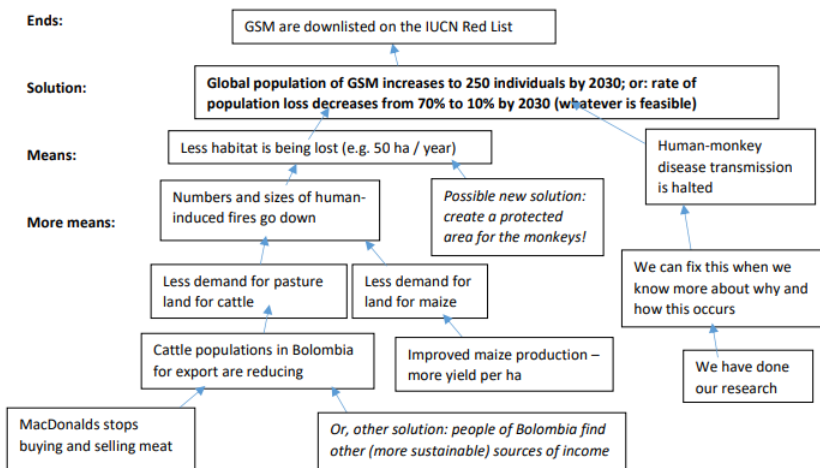 Ends:
GSM are downlisted on the IUCN Red List
Solution:
Global population of GSM increases to 250 individuals by 2030; or: rate of
population loss decreases from 70% to 10% by 2030 (whatever is feasible)
Means:
Less habitat is being lost (e.g. 50 ha / year)
Human-monkey
disease transmission
is halted
More means:
Numbers and sizes of human-
induced fires go down
Possible new solution:
create a protected
area for the monkeys!
Less demand for pasture
land for cattle
Less demand for
land for maize
We can fix this when we
know more about why and
how this occurs
Cattle populations in Bolombia
for export are reducing
Improved maize production –
more yield per ha
We have done
our research
MacDonalds stops
buying and selling meat
Or, other solution: people of Bolombia find
other (more sustainable) sources of income